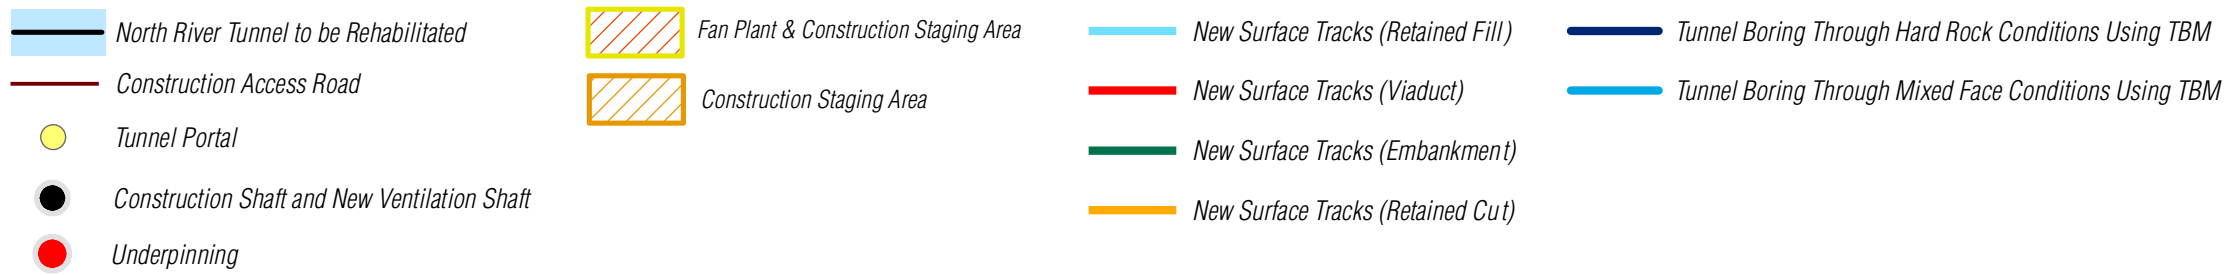 North River Tunnel to be Rehabilitated
Construction Access Road
Tunnel Portal
Construction Shaft and New Ventilation Shaft
Underpinning
Fan Plant & Construction Staging Area
Construction Staging Area
New Surface Tracks (Retained Fill)
New Surface Tracks (Viaduct)
New Surface Tracks (Embankment)
New Surface Tracks (Retained Cut)
Tunnel Boring Through Hard Rock Conditions Using TBM
Tunnel Boring Through Mixed Face Conditions Using TBM